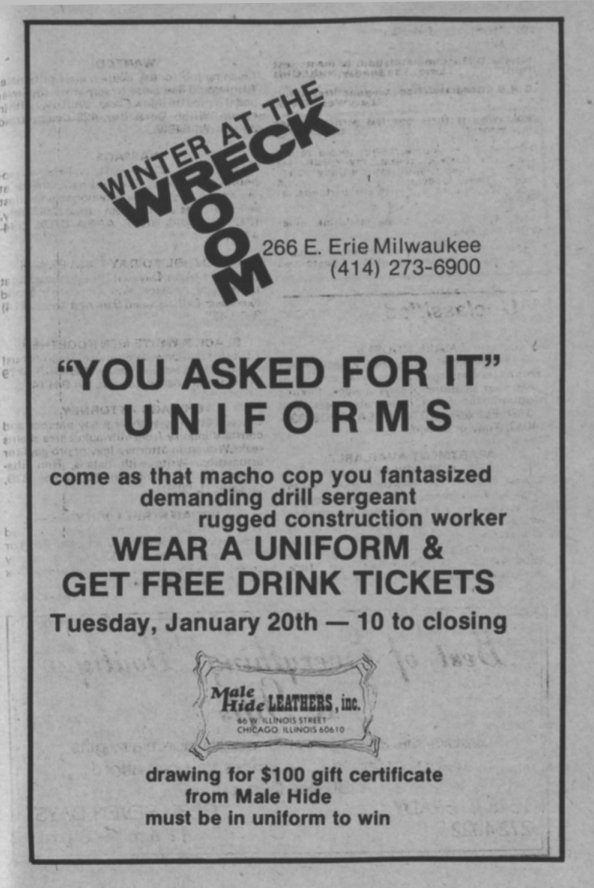 WINTER AT THE
WRECK
ROOM
266 E. Erie Milwaukee
(414) 273-6900
“YOU ASKED FOR IT”
UNIFORMS
come as that macho cop you fantasized
demanding drill sergeant
rugged construction worker
WEAR A UNIFORM &
GET FREE DRINK TICKETS
Tuesday, January 20th — 10 to closing
Male
Hide LEATHERS, inc.
66 W. ILLINOIS STREET
CHICAGO ILLINOIS 60610
drawing for $100 gift certificate
from Male Hide
must be in uniform to win